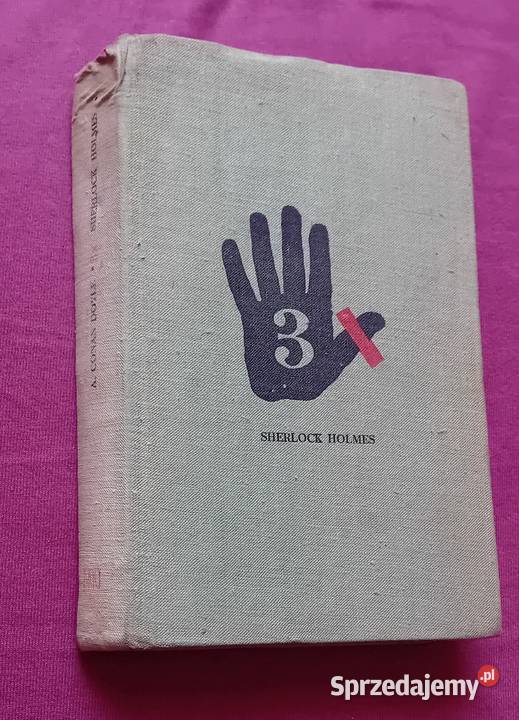 A. CONAN DOYLE • SHERLOCK HOLMES
3
SHERLOCK HOLMES
Sprzedajemy.pl